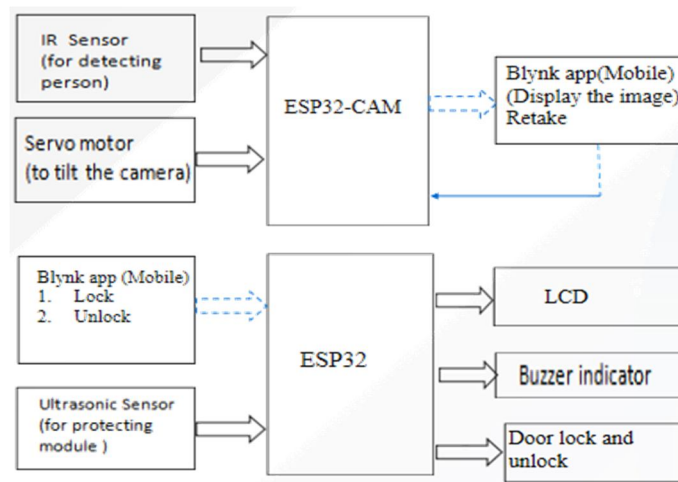 IR Sensor
(for detecting
person)
Servo motor
(to tilt the camera)
ESP32-CAM
Blynk app(Mobile)
(Display the image)
Retake
Blynk app (Mobile)
1. Lock
2. Unlock
Ultrasonic Sensor
(for protecting
module )
ESP32
LCD
Buzzer indicator
Door lock and
unlock